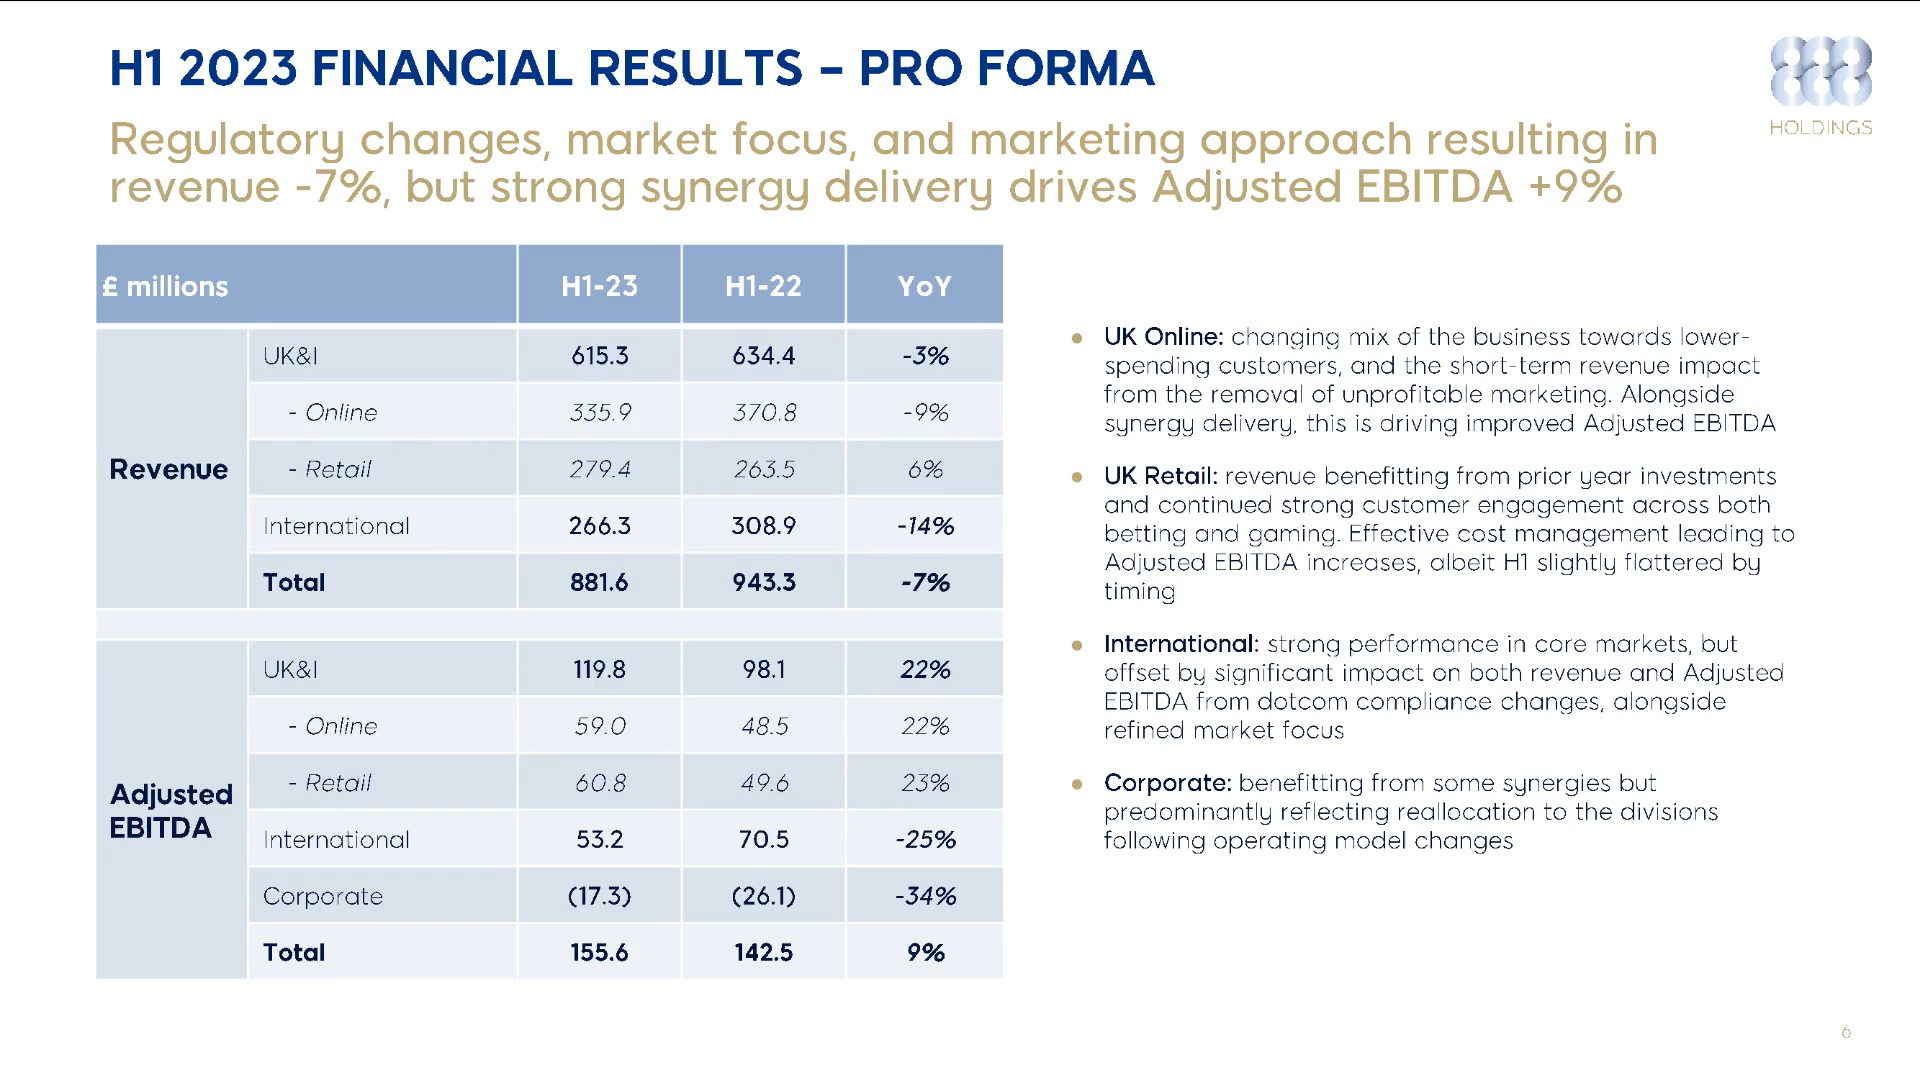 H1 2023 FINANCIAL RESULTS – PRO FORMA
HOLDINGS
Regulatory changes, market focus, and marketing approach resulting in
revenue -7%, but strong synergy delivery drives Adjusted EBITDA +9%
£ millions H1-23 H1-22 YoY
Revenue
UK&I 615.3 634.4 -3%
- Online 335.9 370.8 -9%
- Retail 279.4 263.5 6%
International 266.3 308.9 -14%
Total 881.6 943.3 -7%
Adjusted
EBITDA
UK&I 119.8 98.1 22%
- Online 59.0 48.5 22%
- Retail 60.8 49.6 23%
International 53.2 70.5 -25%
Corporate (17.3) (26.1) -34%
Total 155.6 142.5 9%
● UK Online: changing mix of the business towards lower-
spending customers, and the short-term revenue impact
from the removal of unprofitable marketing. Alongside
synergy delivery, this is driving improved Adjusted EBITDA
● UK Retail: revenue benefitting from prior year investments
and continued strong customer engagement across both
betting and gaming. Effective cost management leading to
Adjusted EBITDA increases, albeit H1 slightly flattered by
timing
● International: strong performance in core markets, but
offset by significant impact on both revenue and Adjusted
EBITDA from dotcom compliance changes, alongside
refined market focus
● Corporate: benefitting from some synergies but
predominantly reflecting reallocation to the divisions
following operating model changes
6